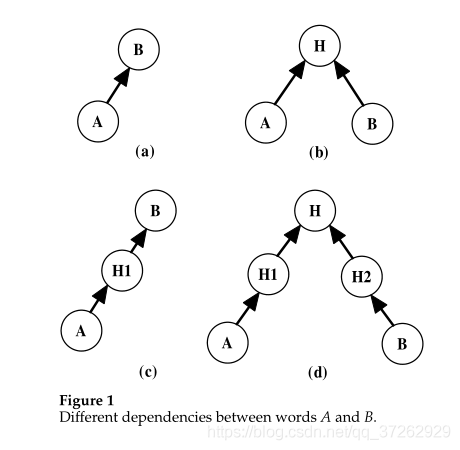 B
H
A
A
B
(a)
(b)
B
H
H1
H1
H2
A
A
B
(c)
(d)
Figure 1
Different dependencies between words A and B.
https://blog.csdn.net/qq_37262929